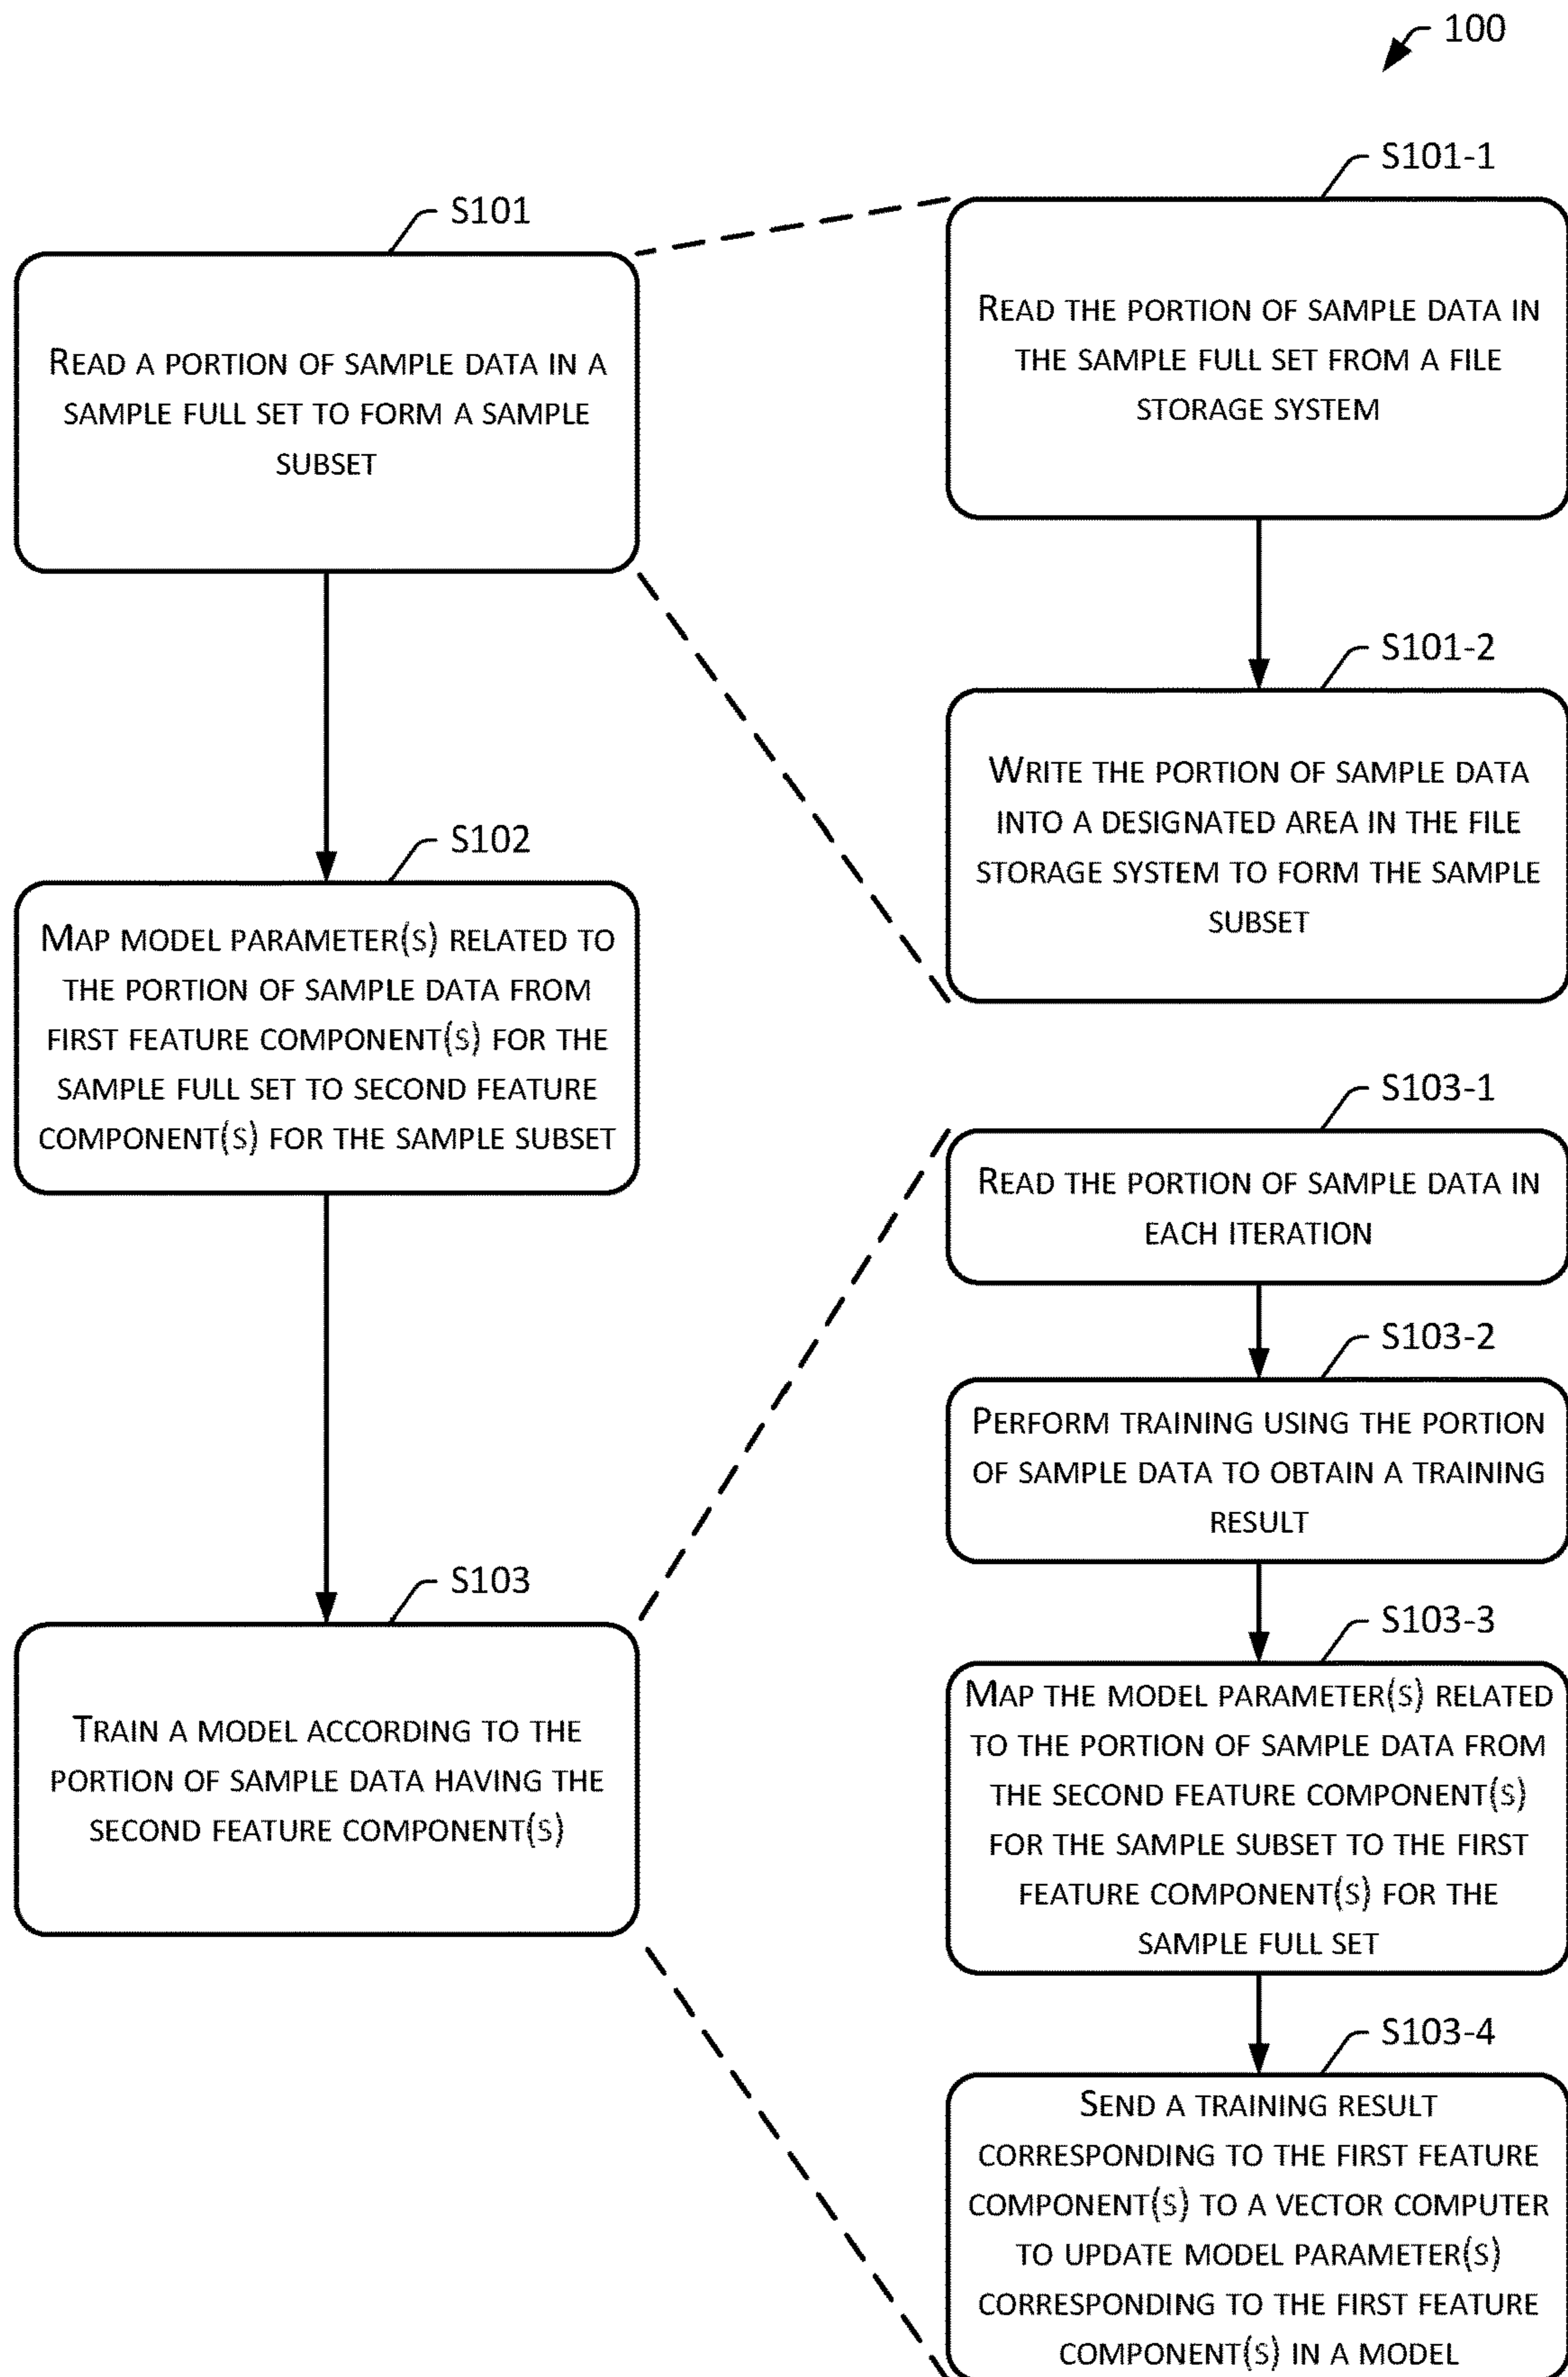 100
S101
READ A PORTION OF SAMPLE DATA IN A
SAMPLE FULL SET TO FORM A SAMPLE
SUBSET
S102
MAP MODEL PARAMETER(S) RELATED TO
THE PORTION OF SAMPLE DATA FROM
FIRST FEATURE COMPONENT(S) FOR THE
SAMPLE FULL SET TO SECOND FEATURE
COMPONENT(S) FOR THE SAMPLE SUBSET
S103
TRAIN A MODEL ACCORDING TO THE
PORTION OF SAMPLE DATA HAVING THE
SECOND FEATURE COMPONENT(S)
S101-1
READ THE PORTION OF SAMPLE DATA IN
THE SAMPLE FULL SET FROM A FILE
STORAGE SYSTEM
S101-2
WRITE THE PORTION OF SAMPLE DATA
INTO A DESIGNATED AREA IN THE FILE
STORAGE SYSTEM TO FORM THE SAMPLE
SUBSET
S103-1
READ THE PORTION OF SAMPLE DATA IN
EACH ITERATION
S103-2
PERFORM TRAINING USING THE PORTION
OF SAMPLE DATA TO OBTAIN A TRAINING
RESULT
S103-3
MAP THE MODEL PARAMETER(S) RELATED
TO THE PORTION OF SAMPLE DATA FROM
THE SECOND FEATURE COMPONENT(S)
FOR THE SAMPLE SUBSET TO THE FIRST
FEATURE COMPONENT(S) FOR THE
SAMPLE FULL SET
S103-4
SEND A TRAINING RESULT
CORRESPONDING TO THE FIRST FEATURE
COMPONENT(S) TO A VECTOR COMPUTER
TO UPDATE MODEL PARAMETER(S)
CORRESPONDING TO THE FIRST FEATURE
COMPONENT(S) IN A MODEL